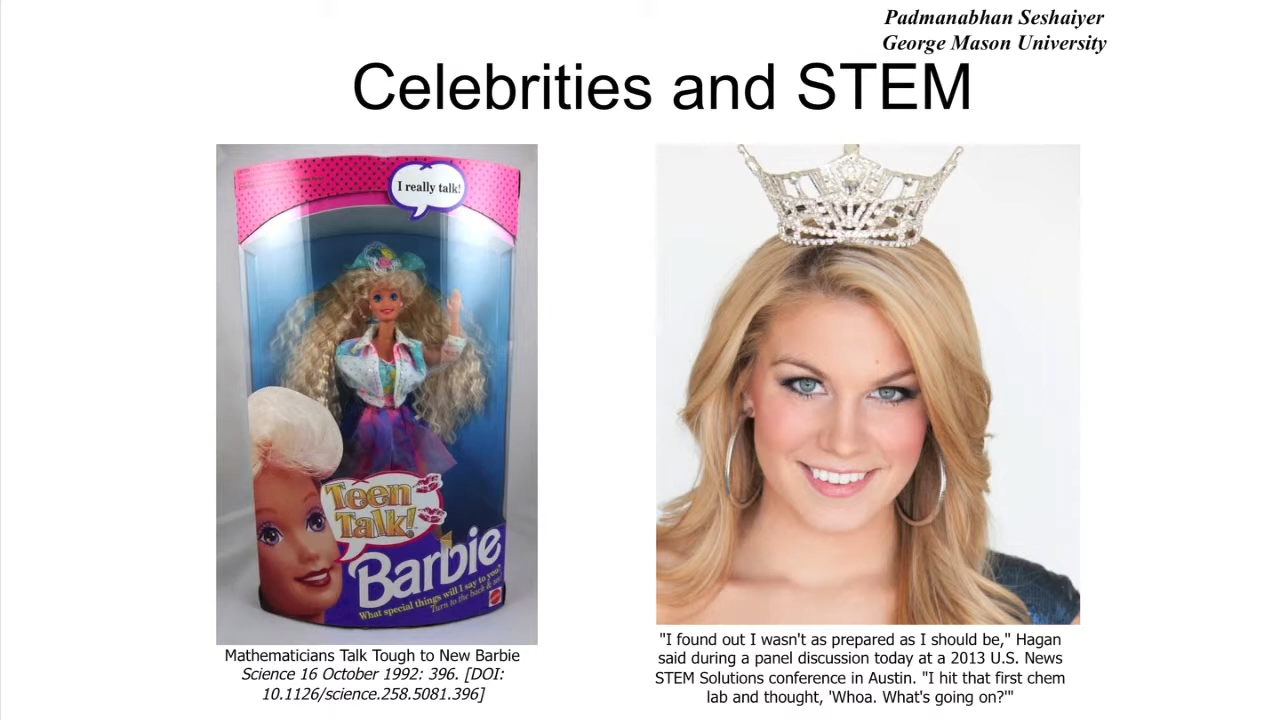 Padmanabhan Seshaiyer
George Mason University
Celebrities and STEM
I really talk!
Teen
Talk!
Barbie
What special things will I say to you?
Turn to the back & see!
Mathematicians Talk Tough to New Barbie
Science 16 October 1992: 396. [DOI:
10.1126/science.258.5081.396]
"I found out I wasn't as prepared as I should be," Hagan
said during a panel discussion today at a 2013 U.S. News
STEM Solutions conference in Austin. "I hit that first chem
lab and thought, 'Whoa. What's going on?'"